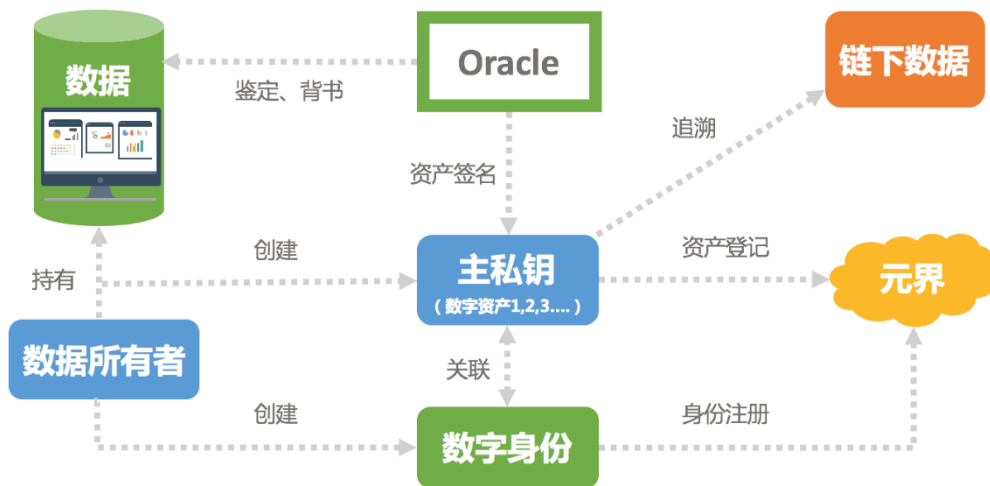 数据
Oracle
链下数据
鉴定、背书
追溯
资产签名
持有
创建
主私钥
（数字资产1,2,3....）
资产登记
元界
数据所有者
关联
创建
数字身份
身份注册